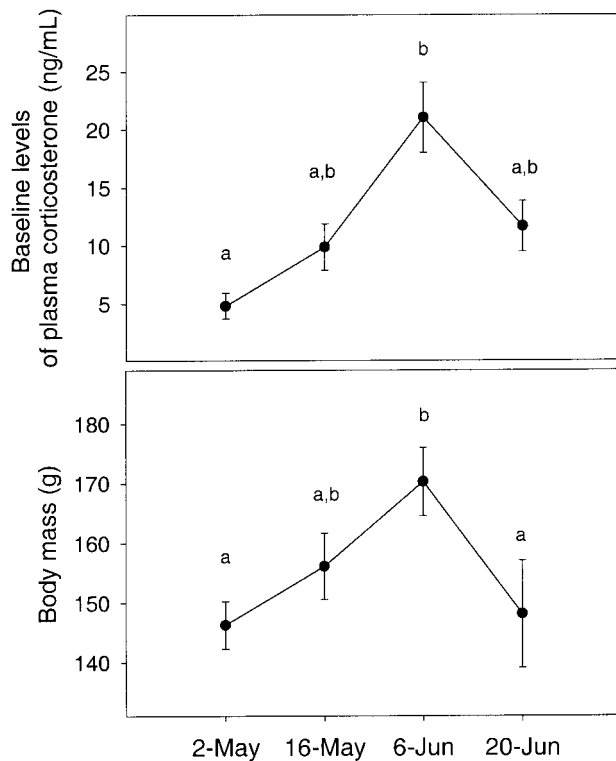 Baseline levels
of plasma corticosterone (ng/mL)
25
20
15
10
5
a
a,b
b
a,b
Body mass (g)
180
170
160
150
140
a
a,b
b
a
2-May 16-May 6-Jun 20-Jun